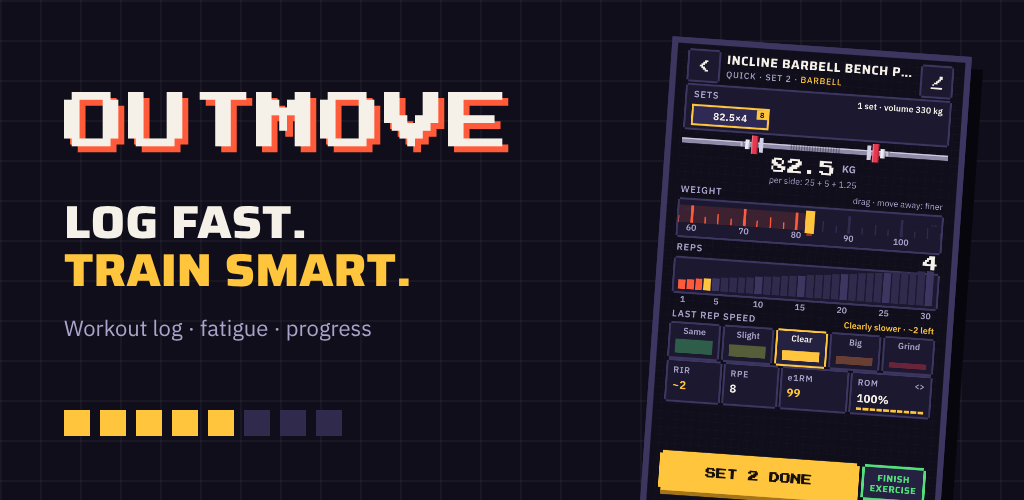 OUTMOVE
LOG FAST.
TRAIN SMART.
Workout log · fatigue · progress
INCLINE BARBELL BENCH P...
QUICK · SET 2 · BARBELL
SETS
1 set · volume 330 kg
82.5×4 8
82.5 KG
per side: 25 + 5 + 1.25
WEIGHT
drag · move away: finer
60 70 80 90 100
REPS
4
1 5 10 15 20 25 30
LAST REP SPEED
Clearly slower · ~2 left
Same Slight Clear Big Grind
RIR RPE e1RM ROM <>
~2 8 99 100%
SET 2 DONE
FINISH
EXERCISE